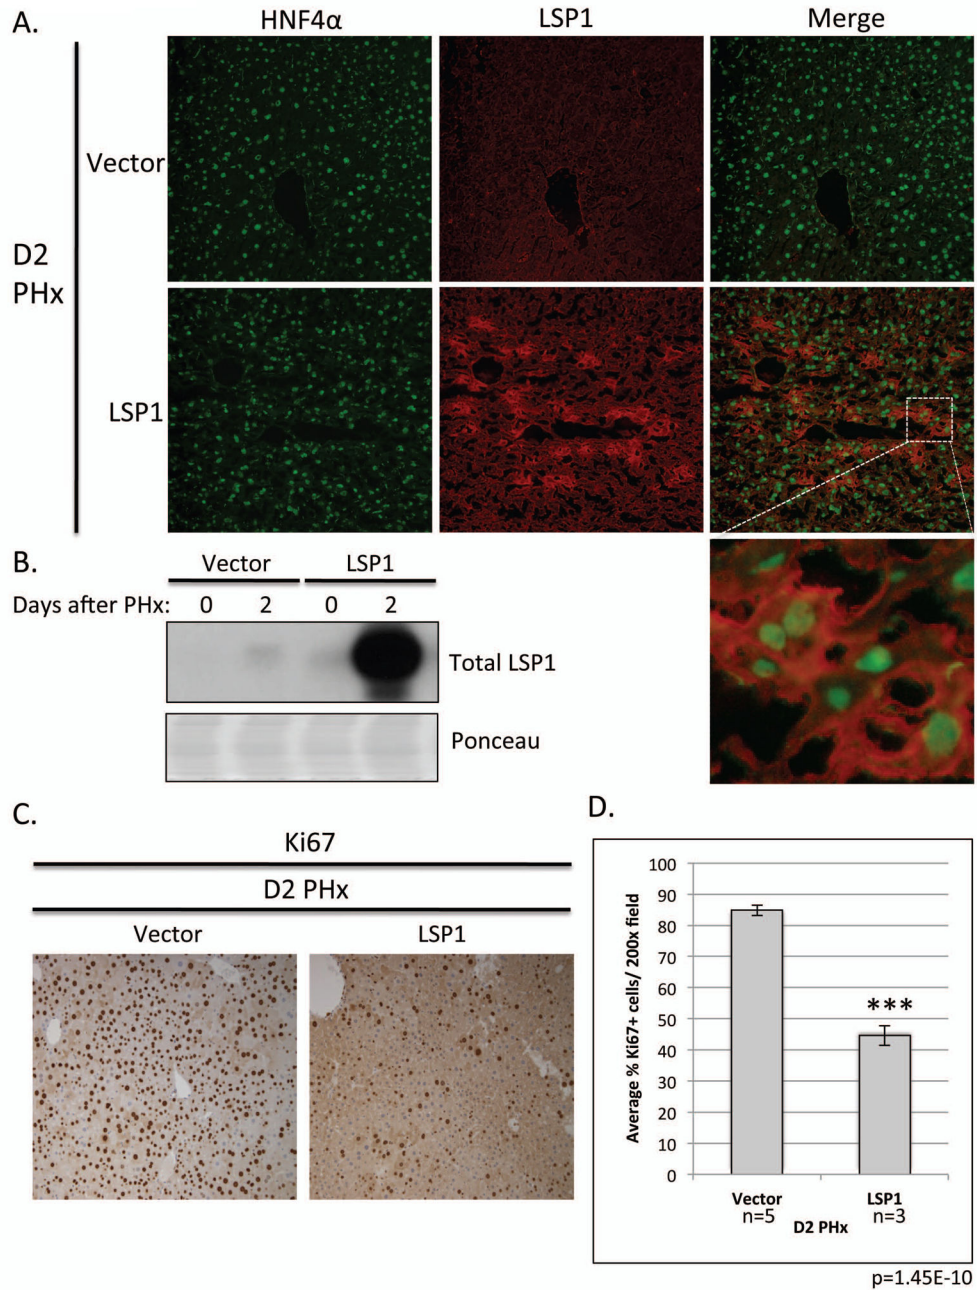 A.
HNF4α LSP1 Merge
Vector
D2
PHx
LSP1
B.
Vector LSP1
Days after PHx: 0 2 0 2
Total LSP1
Ponceau
C.
Ki67
D2 PHx
Vector LSP1
D.
Average % Ki67+ cells/ 200x field
100
90
80
70
60
50
40
30
20
10
0
***
Vector LSP1
n=5 n=3
D2 PHx
p=1.45E-10